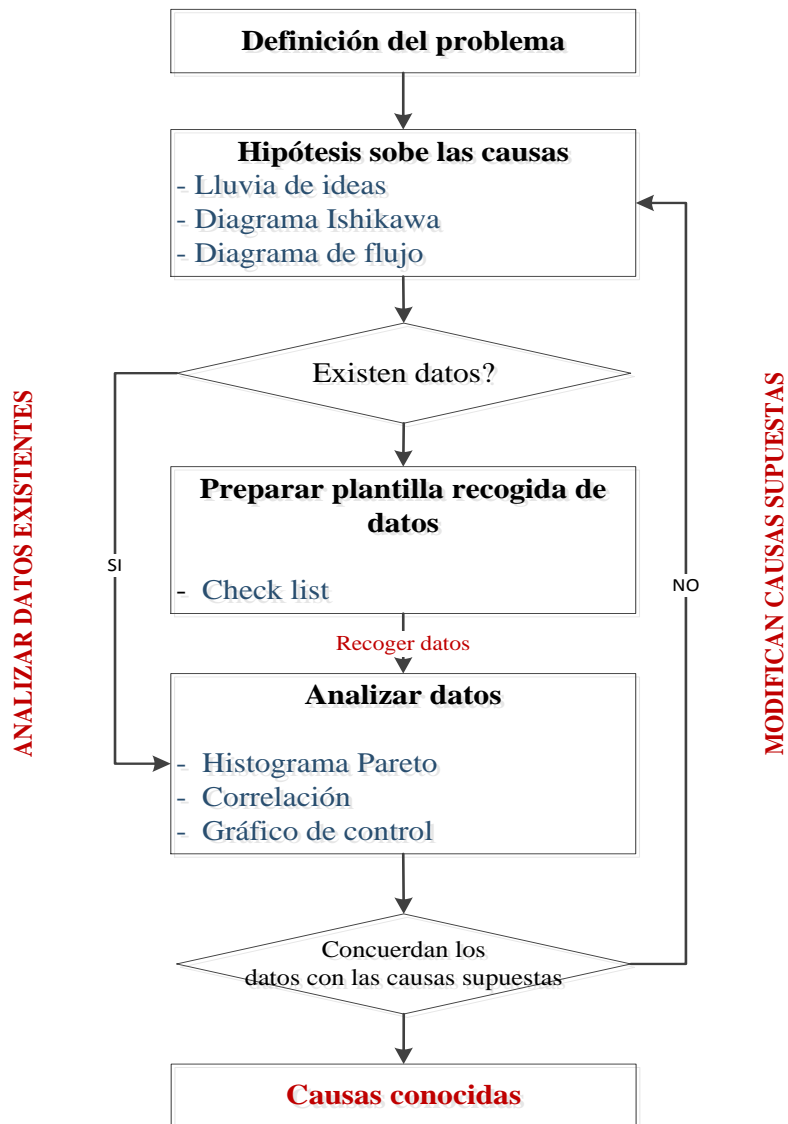 Definición del problema
Hipótesis sobe las causas
- Lluvia de ideas
- Diagrama Ishikawa
- Diagrama de flujo
Existen datos?
ANALIZAR DATOS EXISTENTES
MODIFICAN CAUSAS SUPUESTAS
Preparar plantilla recogida de
datos
SI
- Check list
NO
Recoger datos
Analizar datos
- Histograma Pareto
- Correlación
- Gráfico de control
Concuerdan los
datos con las causas supuestas
Causas conocidas